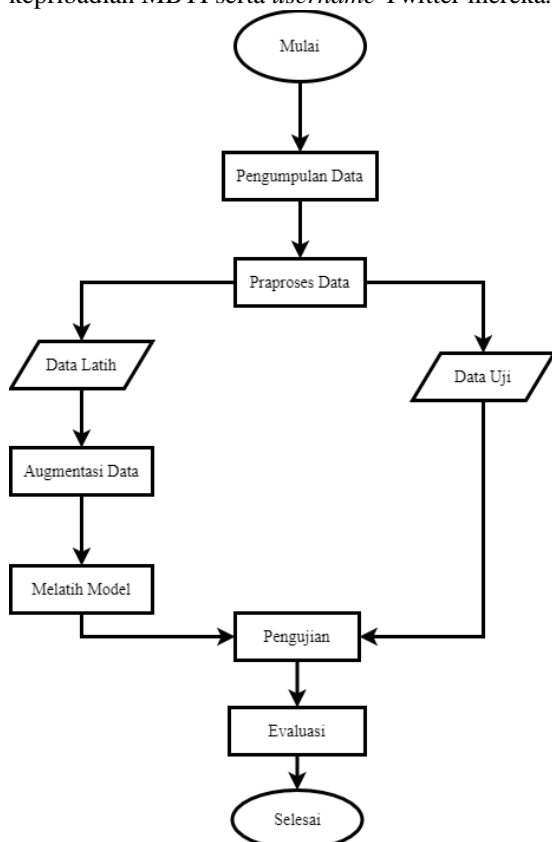 kepribadian MBTI serta username Twitter mereka.
Mulai
Pengumpulan Data
Praproses Data
Data Latih
Data Uji
Augmentasi Data
Melatih Model
Pengujian
Evaluasi
Selesai